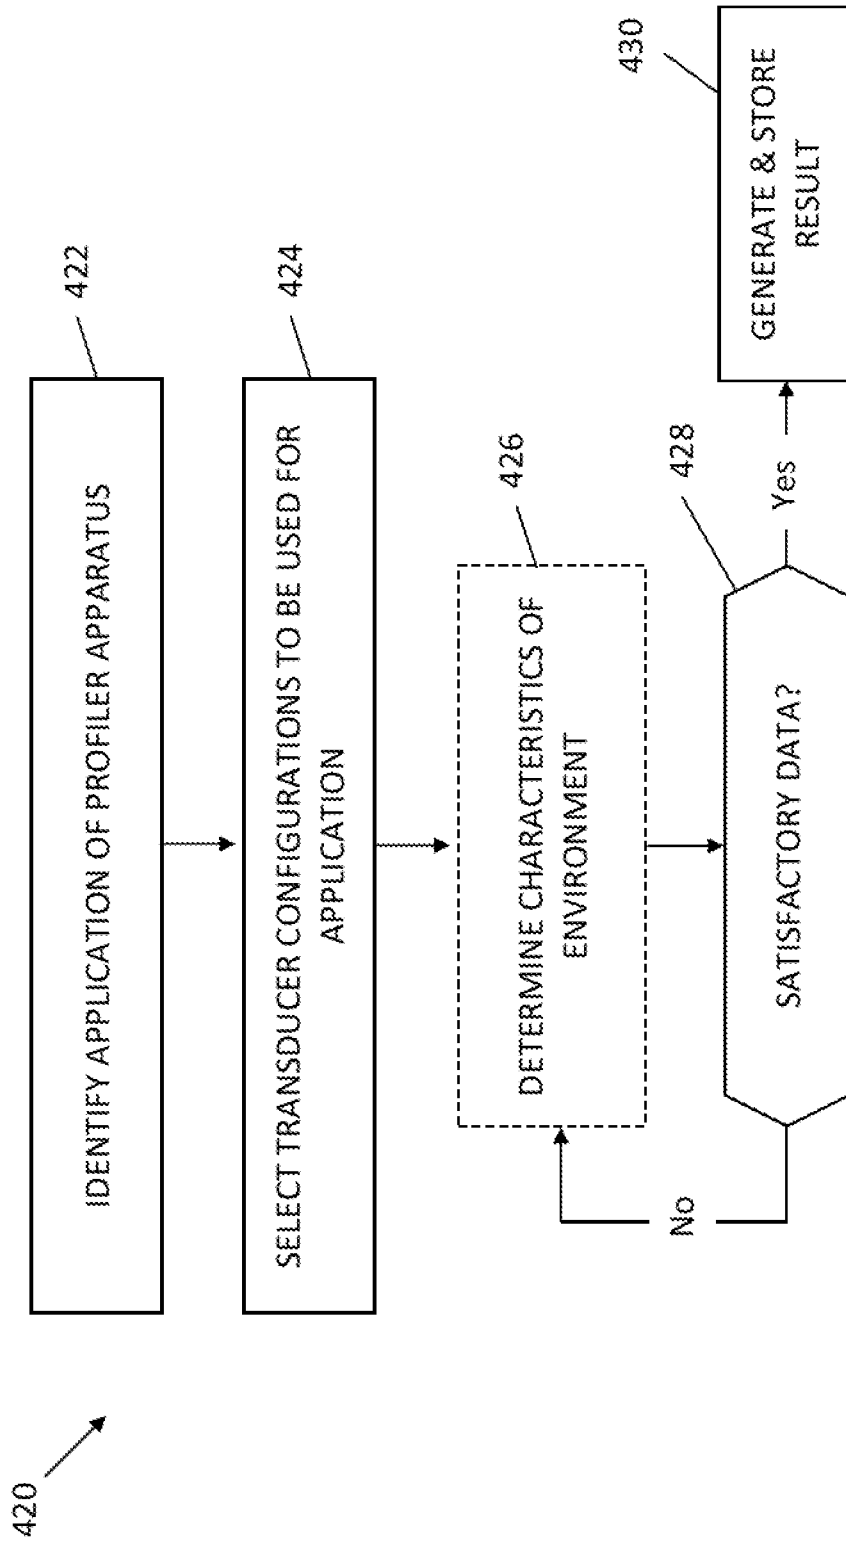 420
IDENTIFY APPLICATION OF PROFILER APPARATUS
422
SELECT TRANSDUCER CONFIGURATIONS TO BE USED FOR
APPLICATION
424
DETERMINE CHARACTERISTICS OF
ENVIRONMENT
426
No
SATISFACTORY DATA?
428
Yes
GENERATE & STORE
RESULT
430